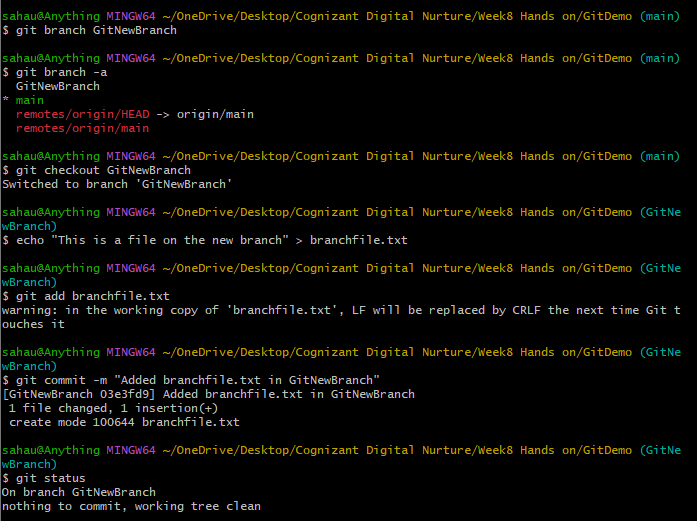 sahau@Anything MINGW64 ~/OneDrive/Desktop/Cognizant Digital Nurture/Week8 Hands on/GitDemo (main)
$ git branch GitNewBranch
sahau@Anything MINGW64 ~/OneDrive/Desktop/Cognizant Digital Nurture/Week8 Hands on/GitDemo (main)
$ git branch -a
  GitNewBranch
* main
  remotes/origin/HEAD -> origin/main
  remotes/origin/main
sahau@Anything MINGW64 ~/OneDrive/Desktop/Cognizant Digital Nurture/Week8 Hands on/GitDemo (main)
$ git checkout GitNewBranch
Switched to branch 'GitNewBranch'
sahau@Anything MINGW64 ~/OneDrive/Desktop/Cognizant Digital Nurture/Week8 Hands on/GitDemo (GitNe
wBranch)
$ echo "This is a file on the new branch" > branchfile.txt
sahau@Anything MINGW64 ~/OneDrive/Desktop/Cognizant Digital Nurture/Week8 Hands on/GitDemo (GitNe
wBranch)
$ git add branchfile.txt
warning: in the working copy of 'branchfile.txt', LF will be replaced by CRLF the next time Git t
ouches it
sahau@Anything MINGW64 ~/OneDrive/Desktop/Cognizant Digital Nurture/Week8 Hands on/GitDemo (GitNe
wBranch)
$ git commit -m "Added branchfile.txt in GitNewBranch"
[GitNewBranch 03e3fd9] Added branchfile.txt in GitNewBranch
 1 file changed, 1 insertion(+)
 create mode 100644 branchfile.txt
sahau@Anything MINGW64 ~/OneDrive/Desktop/Cognizant Digital Nurture/Week8 Hands on/GitDemo (GitNe
wBranch)
$ git status
On branch GitNewBranch
nothing to commit, working tree clean